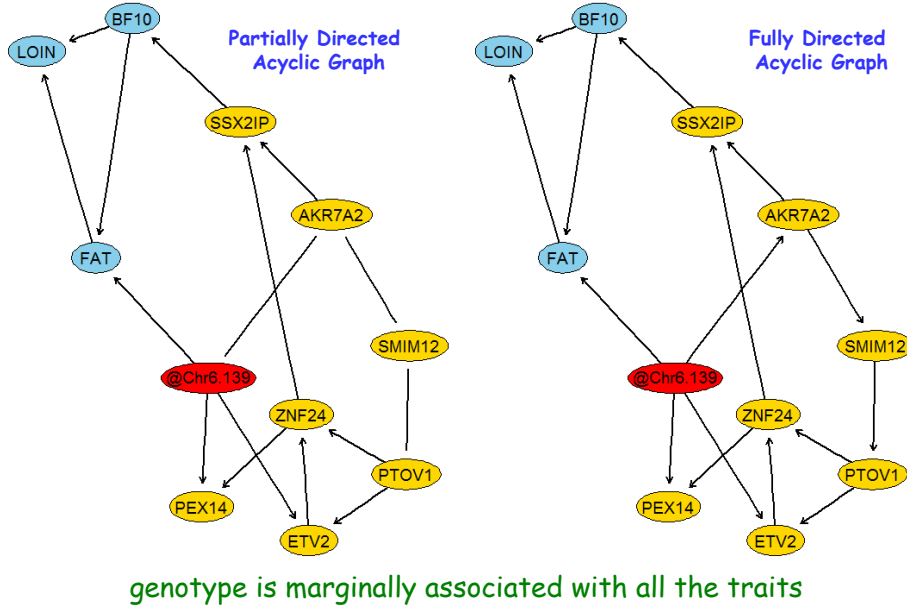 BF10
LOIN
Partially Directed
Acyclic Graph
SSX2IP
AKR7A2
FAT
SMIM12
@Chr6.139
ZNF24
PTOV1
PEX14
ETV2
BF10
LOIN
Fully Directed
Acyclic Graph
SSX2IP
AKR7A2
FAT
SMIM12
@Chr6.139
ZNF24
PTOV1
PEX14
ETV2
genotype is marginally associated with all the traits